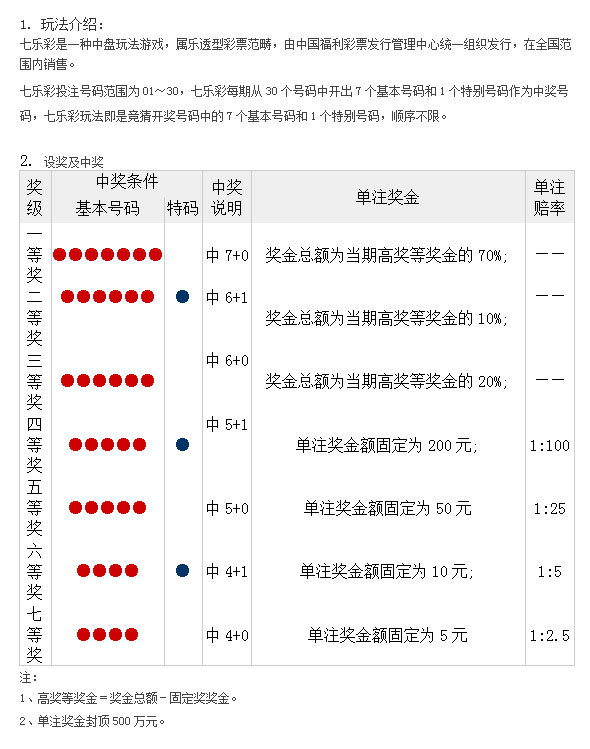 1. 玩法介绍：
七乐彩是一种中盘玩法游戏，属乐透型彩票范畴，由中国福利彩票发行管理中心统一组织发行，在全国范
围内销售。
七乐彩投注号码范围为 01～30，七乐彩每期从 30 个号码中开出 7 个基本号码和 1 个特别号码作为中奖号
码，七乐彩玩法即是竞猜开奖号码中的 7 个基本号码和 1 个特别号码，顺序不限。
2. 设奖及中奖
奖级 中奖条件 中奖说明 单注奖金 单注赔率
基本号码 特码
一等奖 中 7+0 奖金总额为当期高奖等奖金的 70%; ——
二等奖 中 6+1 奖金总额为当期高奖等奖金的 10%; ——
三等奖 中 6+0 奖金总额为当期高奖等奖金的 20%; ——
四等奖 中 5+1 单注奖金额固定为 200 元; 1:100
五等奖 中 5+0 单注奖金额固定为 50 元 1:25
六等奖 中 4+1 单注奖金额固定为 10 元; 1:5
七等奖 中 4+0 单注奖金额固定为 5 元 1:2.5
注：
1、高奖等奖金＝奖金总额－固定奖奖金。
2、单注奖金封顶 500 万元。